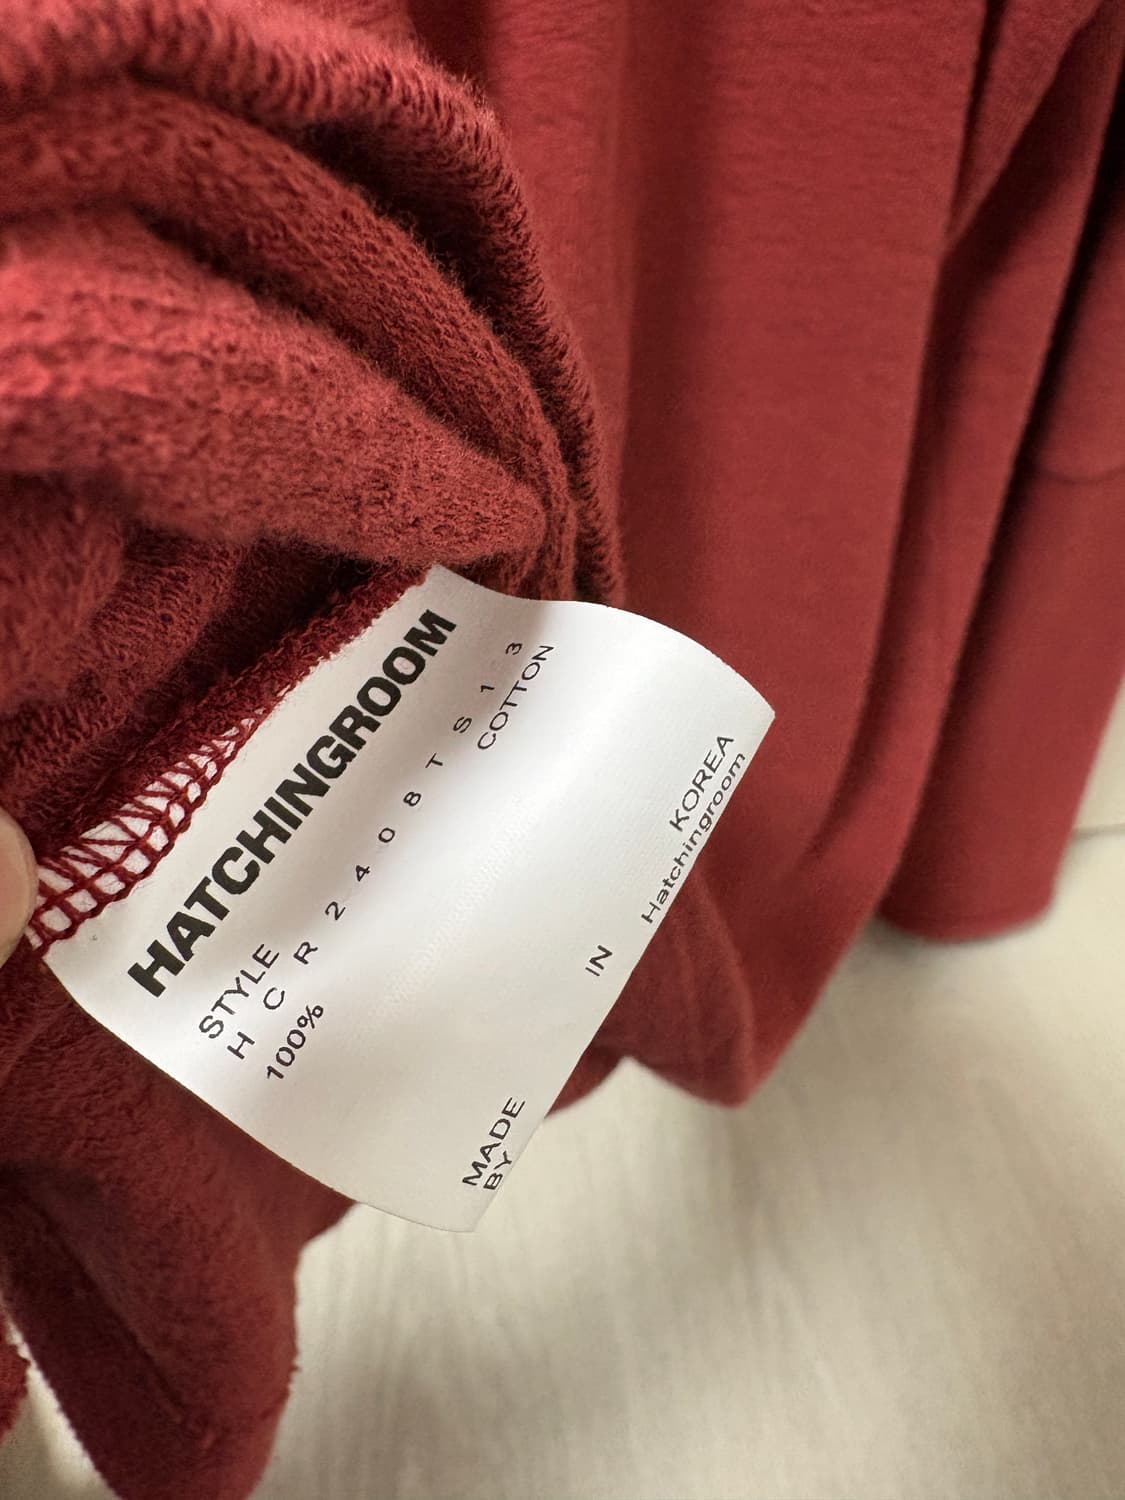 HATCHINGROOM
STYLE
H C R 2 4 0 8 T S 1 3
100% COTTON
MADE IN KOREA
BY Hatchingroom